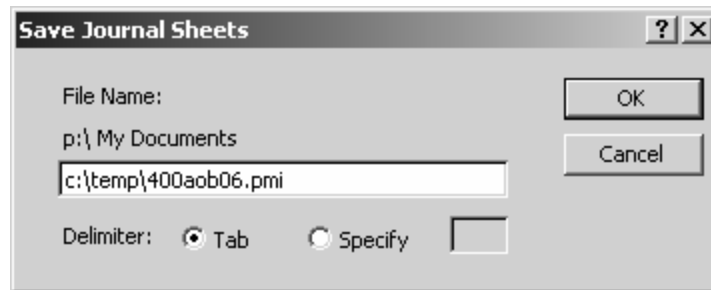 Save Journal Sheets ? X
File Name:
OK
p:\ My Documents
Cancel
c:\temp\400aob06.pmi
Delimiter: Tab Specify